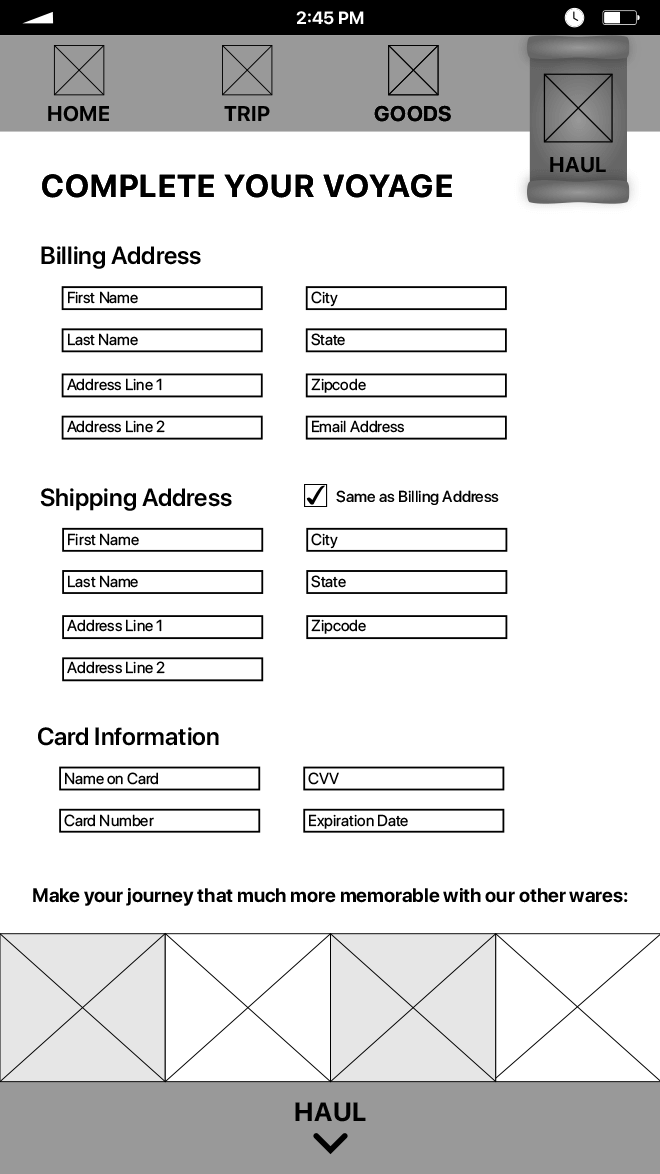 2:45 PM
HOME
TRIP
GOODS
HAUL
COMPLETE YOUR VOYAGE
Billing Address
First Name
City
Last Name
State
Address Line 1
Zipcode
Address Line 2
Email Address
Shipping Address
Same as Billing Address
First Name
City
Last Name
State
Address Line 1
Zipcode
Address Line 2
Card Information
Name on Card
CVV
Card Number
Expiration Date
Make your journey that much more memorable with our other wares:
HAUL